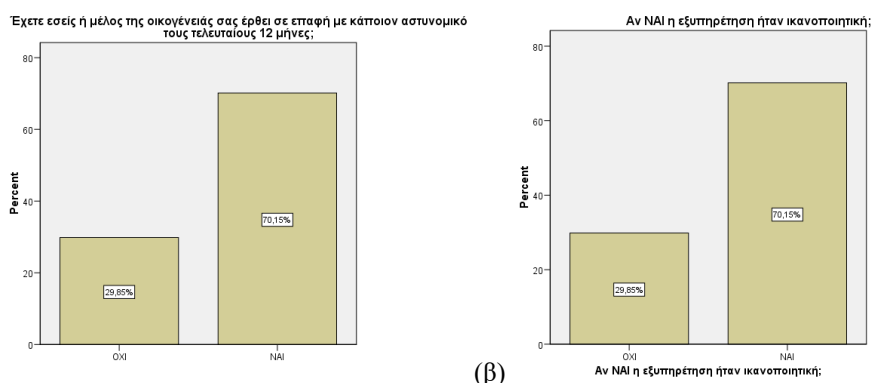 Έχετε εσείς ή μέλος της οικογένειάς σας έρθει σε επαφή με κάποιον αστυνομικό
τους τελευταίους 12 μήνες;
80
60
40
20
0
Percent
29,85%
70,15%
ΟΧΙ
ΝΑΙ
(β)
Αν ΝΑΙ η εξυπηρέτηση ήταν ικανοποιητική;
80
60
40
20
0
Percent
29,85%
70,15%
ΟΧΙ
ΝΑΙ
Αν ΝΑΙ η εξυπηρέτηση ήταν ικανοποιητική;